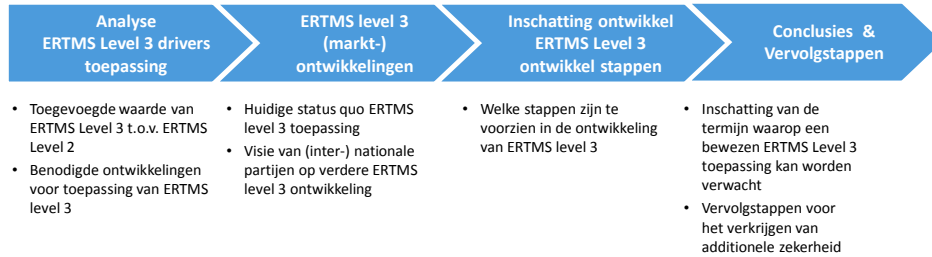 Analyse
ERTMS Level 3 drivers
toepassing
ERTMS level 3
(markt-)
ontwikkelingen
Inschatting ontwikkel
ERTMS Level 3
ontwikkel stappen
Conclusies &
Vervolgstappen
• Toegevoegde waarde van
ERTMS Level 3 t.o.v. ERTMS
Level 2
• Benodigde ontwikkelingen
voor toepassing van ERTMS
level 3
• Huidige status quo ERTMS
level 3 toepassing
• Visie van (inter-) nationale
partijen op verdere ERTMS
level 3 ontwikkeling
• Welke stappen zijn te
voorzien in de ontwikkeling
van ERTMS level 3
• Inschatting van de
termijn waarop een
bewezen ERTMS Level 3
toepassing kan worden
verwacht
• Vervolgstappen voor
het verkrijgen van
additionele zekerheid